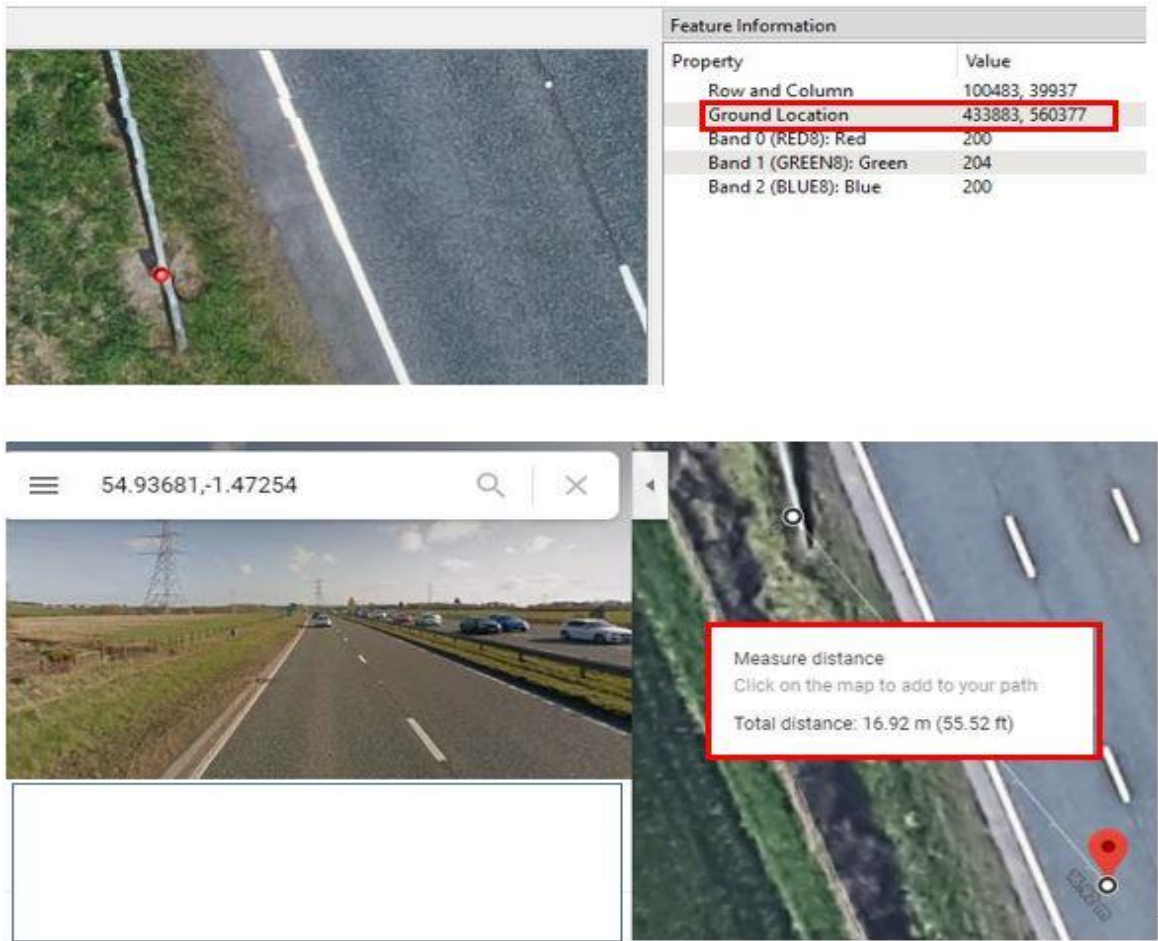 Feature Information
Property Value
Row and Column 100483, 39937
Ground Location 433883, 560377
Band 0 (RED8): Red 200
Band 1 (GREEN8): Green 204
Band 2 (BLUE8): Blue 200
54.93681,-1.47254
Measure distance
Click on the map to add to your path
Total distance: 16.92 m (55.52 ft)